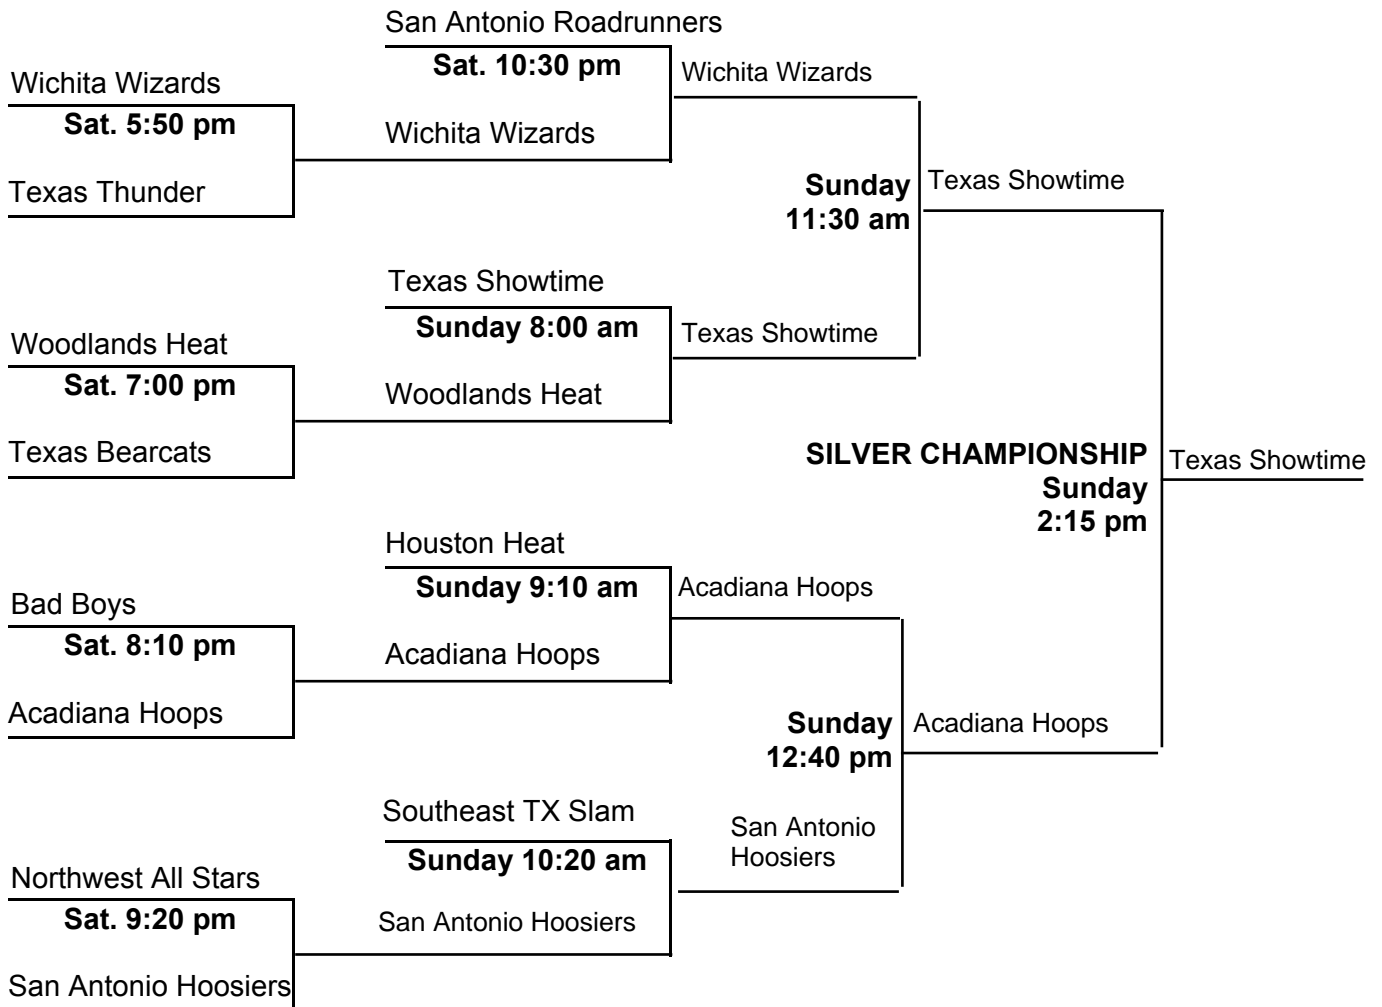 San Antonio Roadrunners
Sat. 10:30 pm
Wichita Wizards
Wichita Wizards
Sat. 5:50 pm
Wichita Wizards
Texas Thunder
Sunday
11:30 am
Texas Showtime
Texas Showtime
Sunday 8:00 am
Texas Showtime
Woodlands Heat
Sat. 7:00 pm
Woodlands Heat
Texas Bearcats
SILVER CHAMPIONSHIP
Sunday
2:15 pm
Texas Showtime
Houston Heat
Sunday 9:10 am
Acadiana Hoops
Bad Boys
Sat. 8:10 pm
Acadiana Hoops
Acadiana Hoops
Sunday
12:40 pm
Acadiana Hoops
Southeast TX Slam
Sunday 10:20 am
San Antonio
Hoosiers
Northwest All Stars
Sat. 9:20 pm
San Antonio Hoosiers
San Antonio Hoosiers